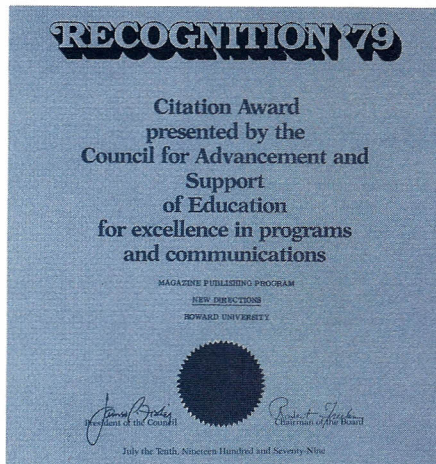 RECOGNITION '79
Citation Award
presented by the
Council for Advancement and
Support
of Education
for excellence in programs
and communications
MAGAZINE PUBLISHING PROGRAM
NEW DIRECTIONS
HOWARD UNIVERSITY
President of the Council Chairman of the Board
July the Tenth, Nineteen Hundred and Seventy-Nine